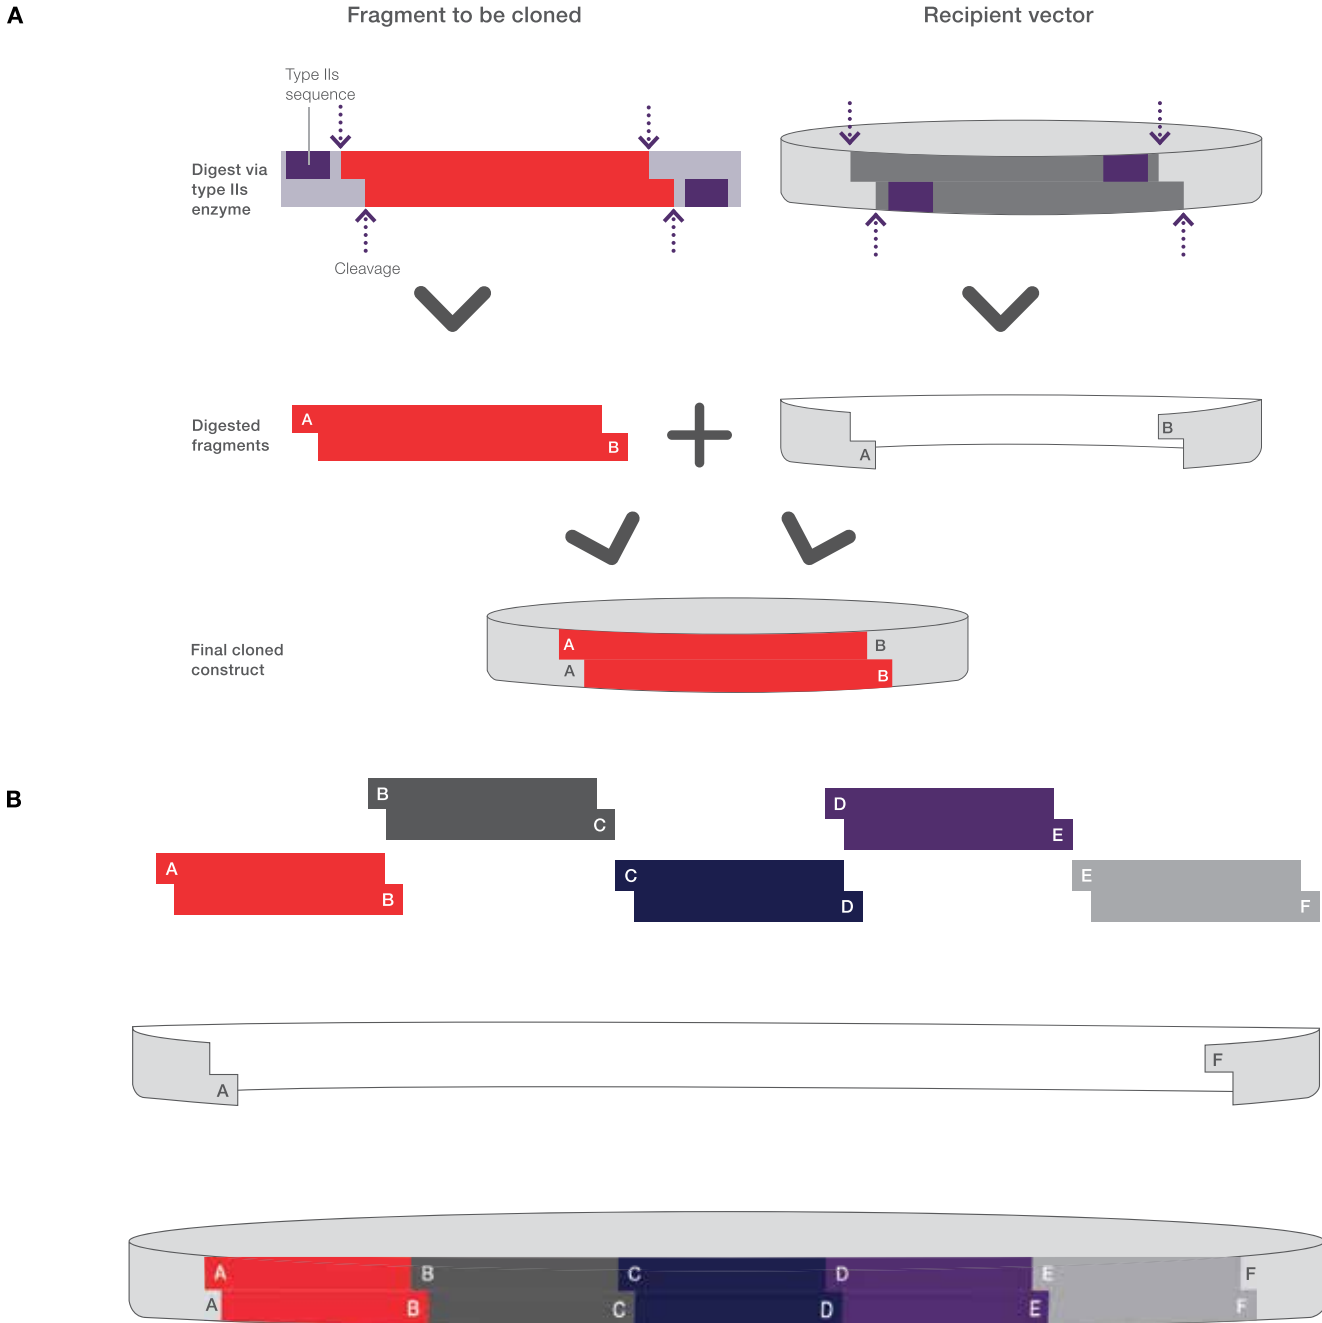 A
Fragment to be cloned
Recipient vector
Type IIs
sequence
Digest via
type IIs
enzyme
Cleavage
Digested
fragments
A
B
A
B
Final cloned
construct
A
B
A
B
B
B
C
D
E
A
B
C
D
E
F
A
F
A
B
C
D
E
F
A
B
C
D
E
F